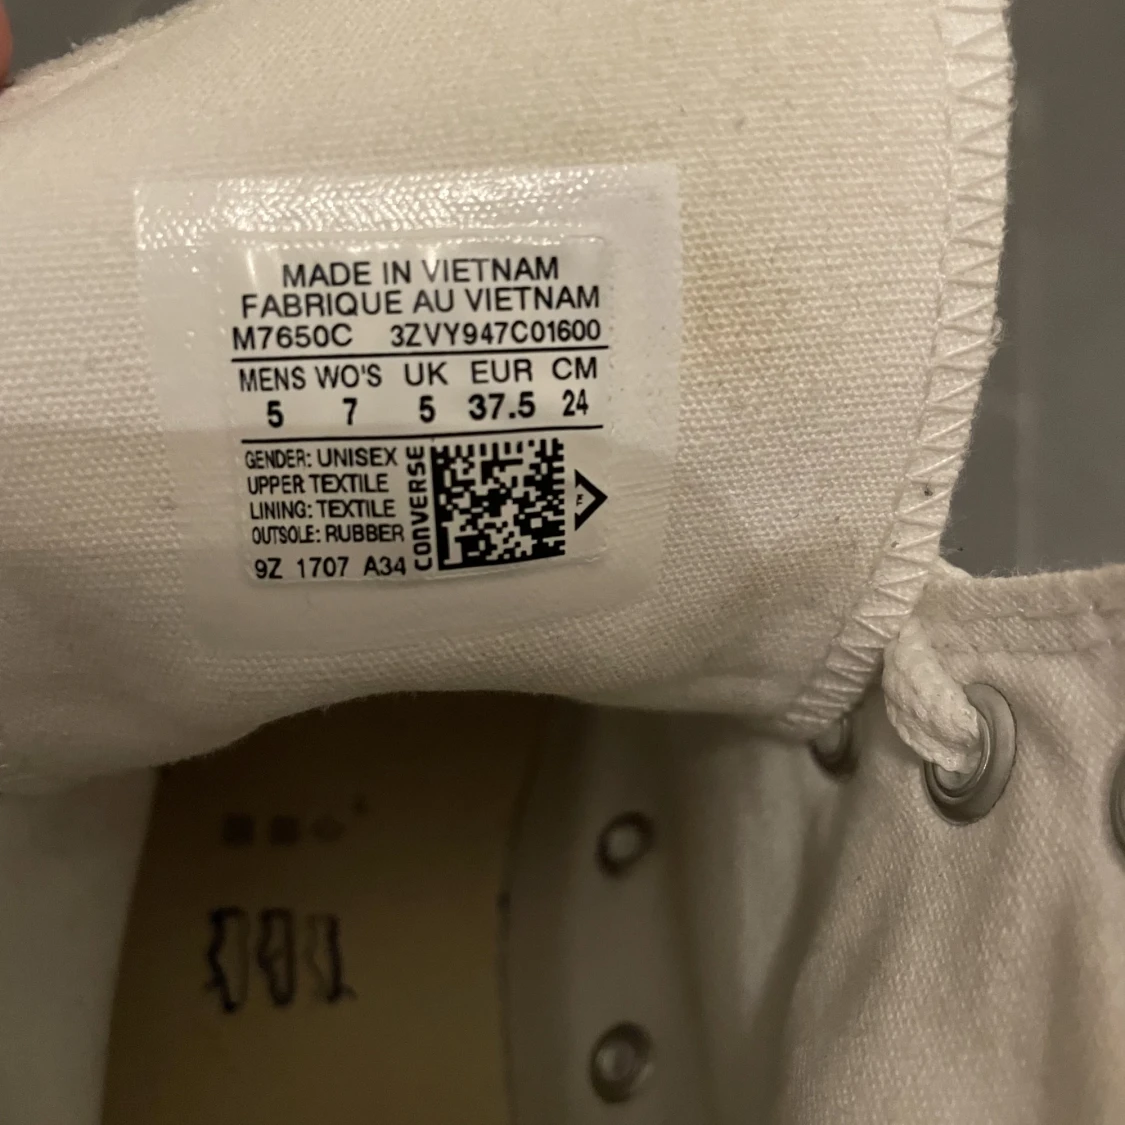 MADE IN VIETNAM
FABRIQUE AU VIETNAM
M7650C 3ZVY947C01600
MENS WO'S UK EUR CM
5 7 5 37.5 24
GENDER: UNISEX
UPPER TEXTILE
LINING: TEXTILE
OUTSOLE: RUBBER
9Z 1707 A34
CONVERSE